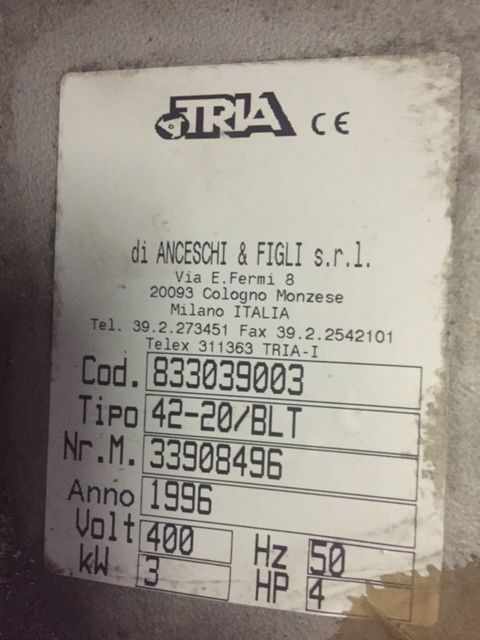 TRIA CE
di ANCESCHI & FIGLI s.r.l.
Via E.Fermi 8
20093 Cologno Monzese
Milano ITALIA
Tel. 39.2.273451 Fax 39.2.2542101
Telex 311363 TRIA-I
Cod. 833039003
Tipo 42-20/BLT
Nr.M. 33908496
Anno 1996
Volt 400 Hz 50
kW 3 HP 4